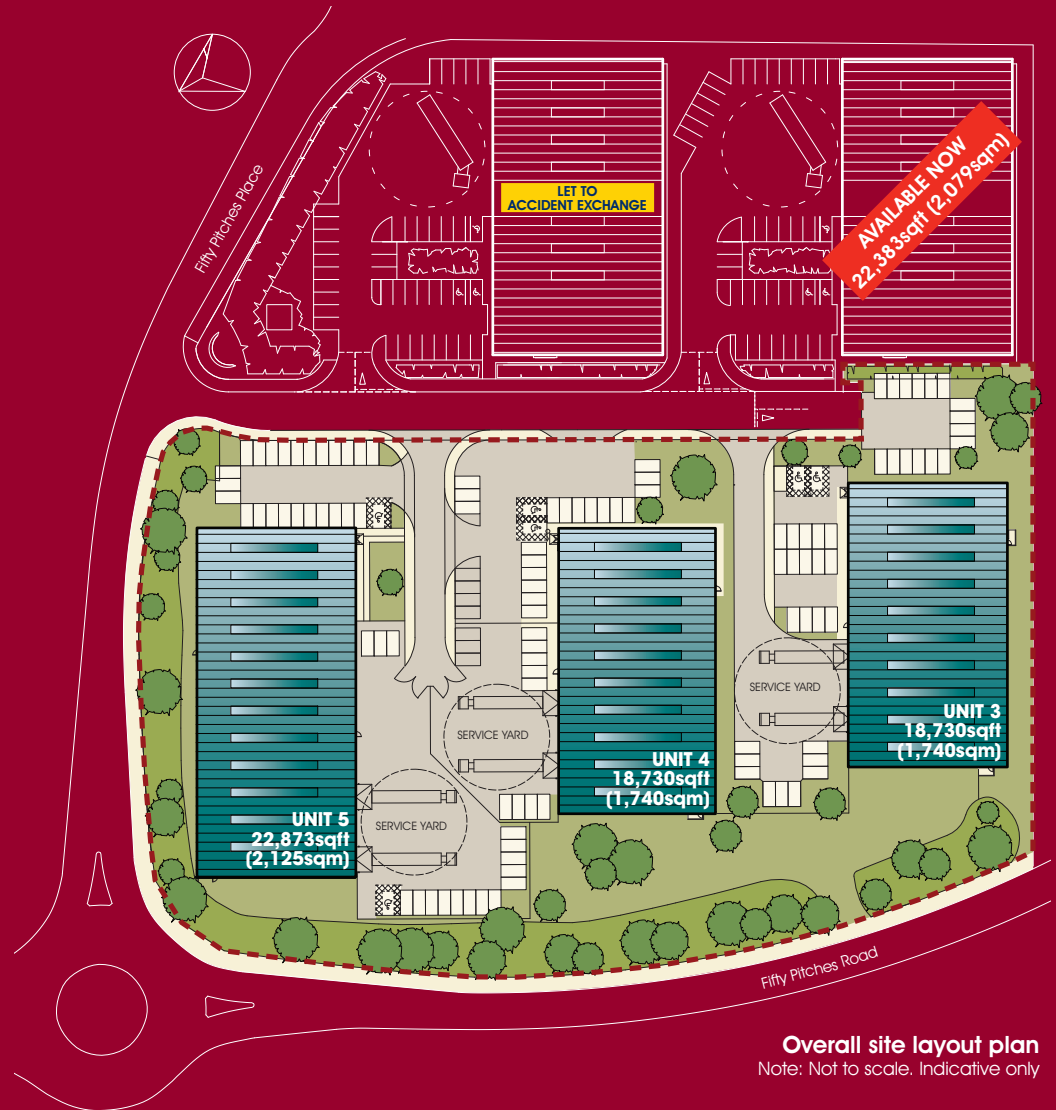 Fifty Pitches Place
LET TO
ACCIDENT EXCHANGE
AVAILABLE NOW
22,383sqft (2,079sqm)
SERVICE YARD
UNIT 3
18,730sqft
(1,740sqm)
SERVICE YARD
UNIT 4
18,730sqft
(1,740sqm)
UNIT 5
22,873sqft
(2,125sqm)
SERVICE YARD
Fifty Pitches Road
Overall site layout plan
Note: Not to scale. Indicative only